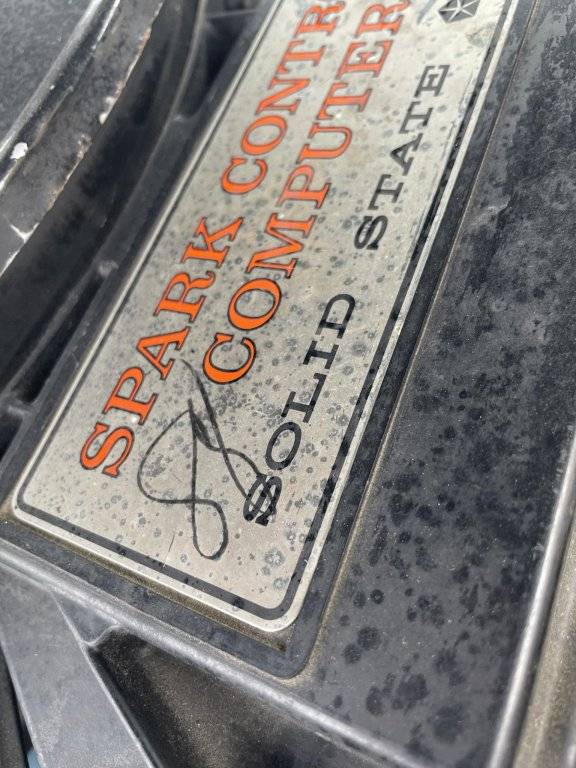 SPARK CONTR
COMPUTER
SOLID STATE